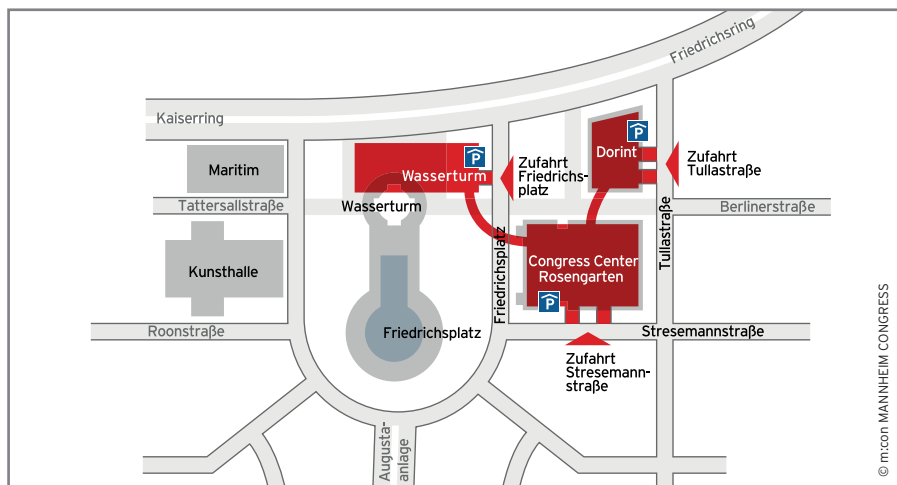 Friedrichsring
Kaiserring
P
P
Dorint
Maritim
Wasserturm
Zufahrt
Friedrichs-
platz
Zufahrt
Tullastraße
Tattersallstraße
Wasserturm
Berlinerstraße
Tullastraße
Friedrichsplatz
Kunsthalle
Congress Center
Rosengarten
P
Roonstraße
Friedrichsplatz
Stresemannstraße
Zufahrt
Stresemann-
straße
Augusta-
anlage
© m:con MANNHEIM CONGRESS